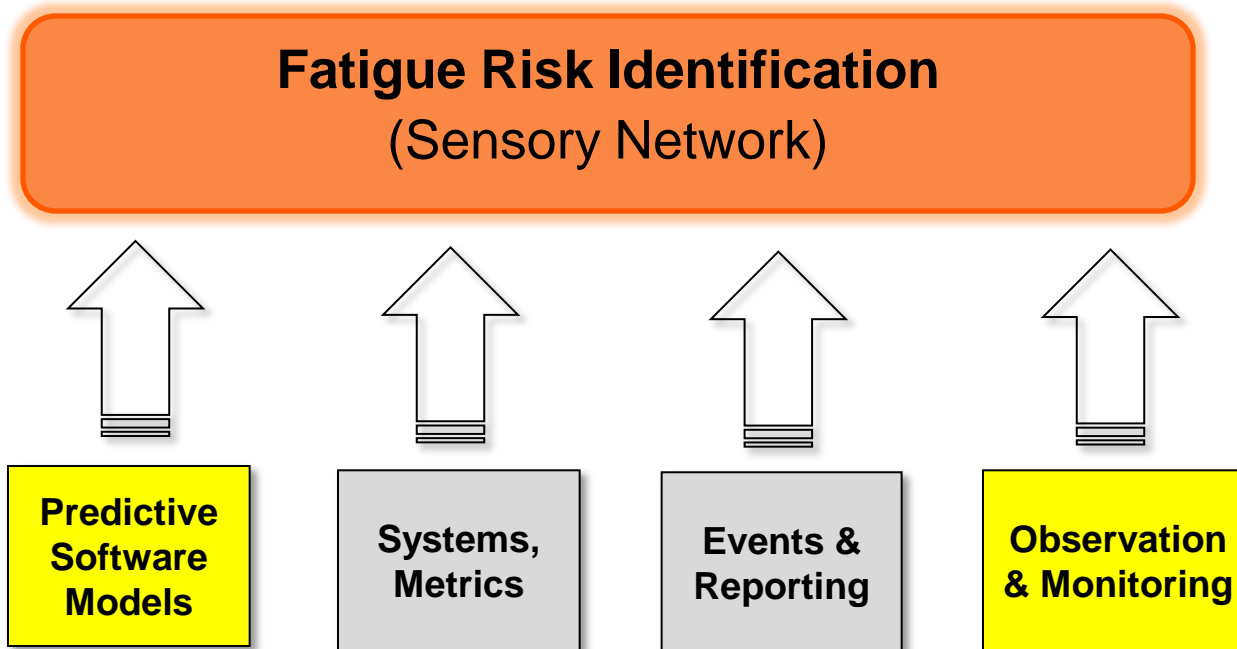 Fatigue Risk Identification
(Sensory Network)
Predictive
Software
Models
Systems,
Metrics
Events &
Reporting
Observation
& Monitoring